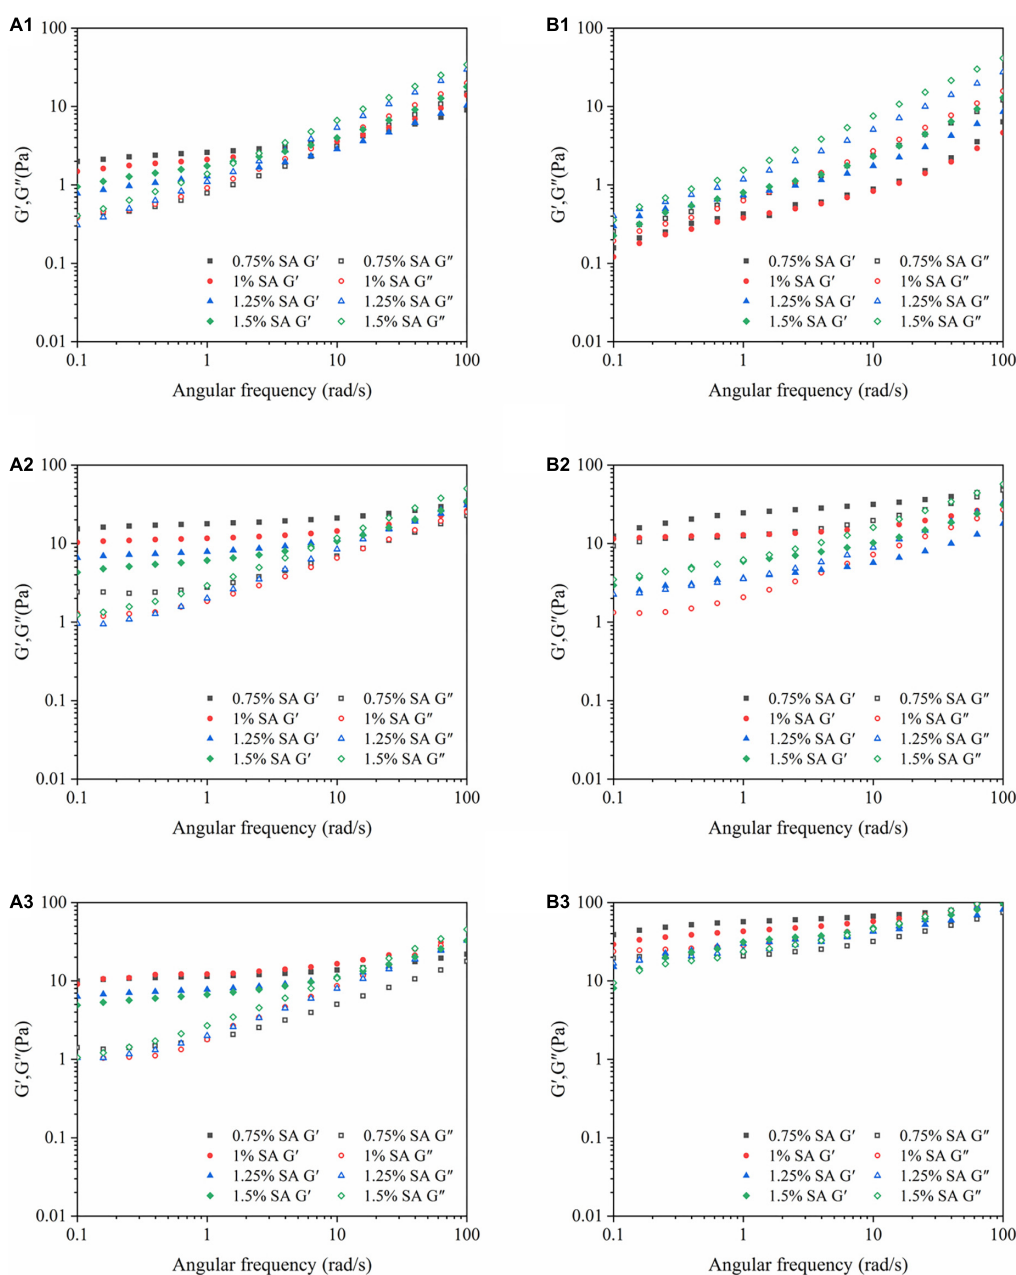 A1
100
10
1
0.1
0.01
G′,G″(Pa)
0.75% SA G′ 0.75% SA G″
1% SA G′ 1% SA G″
1.25% SA G′ 1.25% SA G″
1.5% SA G′ 1.5% SA G″
0.1 1 10 100
Angular frequency (rad/s)
B1
100
10
1
0.1
0.01
G′,G″(Pa)
0.75% SA G′ 0.75% SA G″
1% SA G′ 1% SA G″
1.25% SA G′ 1.25% SA G″
1.5% SA G′ 1.5% SA G″
0.1 1 10 100
Angular frequency (rad/s)
A2
100
10
1
0.1
0.01
G′,G″(Pa)
0.75% SA G′ 0.75% SA G″
1% SA G′ 1% SA G″
1.25% SA G′ 1.25% SA G″
1.5% SA G′ 1.5% SA G″
0.1 1 10 100
Angular frequency (rad/s)
B2
100
10
1
0.1
0.01
G′,G″(Pa)
0.75% SA G′ 0.75% SA G″
1% SA G′ 1% SA G″
1.25% SA G′ 1.25% SA G″
1.5% SA G′ 1.5% SA G″
0.1 1 10 100
Angular frequency (rad/s)
A3
100
10
1
0.1
0.01
G′,G″(Pa)
0.75% SA G′ 0.75% SA G″
1% SA G′ 1% SA G″
1.25% SA G′ 1.25% SA G″
1.5% SA G′ 1.5% SA G″
0.1 1 10 100
Angular frequency (rad/s)
B3
100
10
1
0.1
0.01
G′,G″(Pa)
0.75% SA G′ 0.75% SA G″
1% SA G′ 1% SA G″
1.25% SA G′ 1.25% SA G″
1.5% SA G′ 1.5% SA G″
0.1 1 10 100
Angular frequency (rad/s)